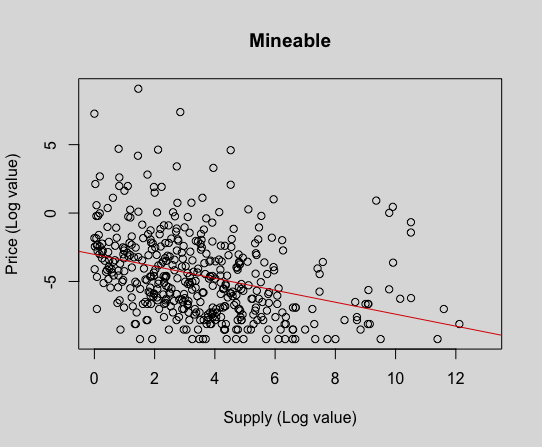 Mineable
Price (Log value)
5
0
-5
0 2 4 6 8 10 12
Supply (Log value)